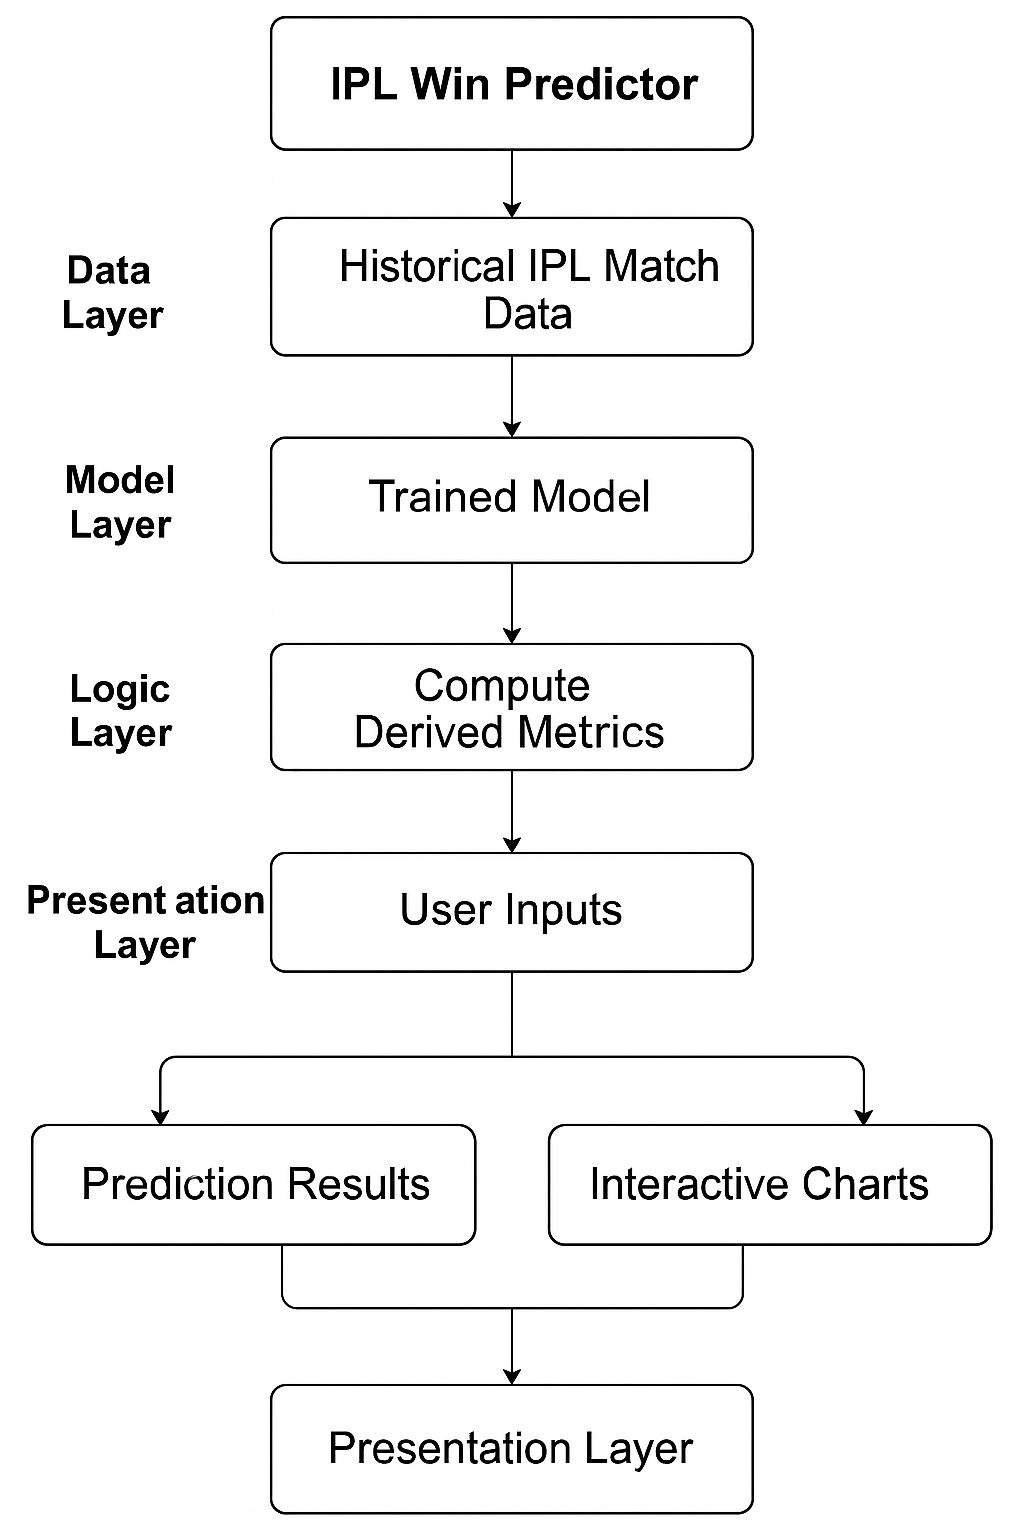 IPL Win Predictor
Data
Layer
Historical IPL Match
Data
Model
Layer
Trained Model
Logic
Layer
Compute
Derived Metrics
Present ation
Layer
User Inputs
Prediction Results
Interactive Charts
Presentation Layer